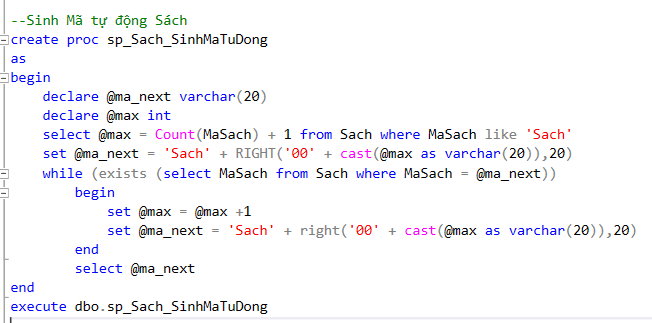 --Sinh Mã tự động Sách
create proc sp_Sach_SinhMaTuDong
as
begin
declare @ma_next varchar(20)
declare @max int
select @max = Count(MaSach) + 1 from Sach where MaSach like 'Sach'
set @ma_next = 'Sach' + RIGHT('00' + cast(@max as varchar(20)),20)
while (exists (select MaSach from Sach where MaSach = @ma_next))
begin
set @max = @max +1
set @ma_next = 'Sach' + right('00' + cast(@max as varchar(20)),20)
end
select @ma_next
end
execute dbo.sp_Sach_SinhMaTuDong